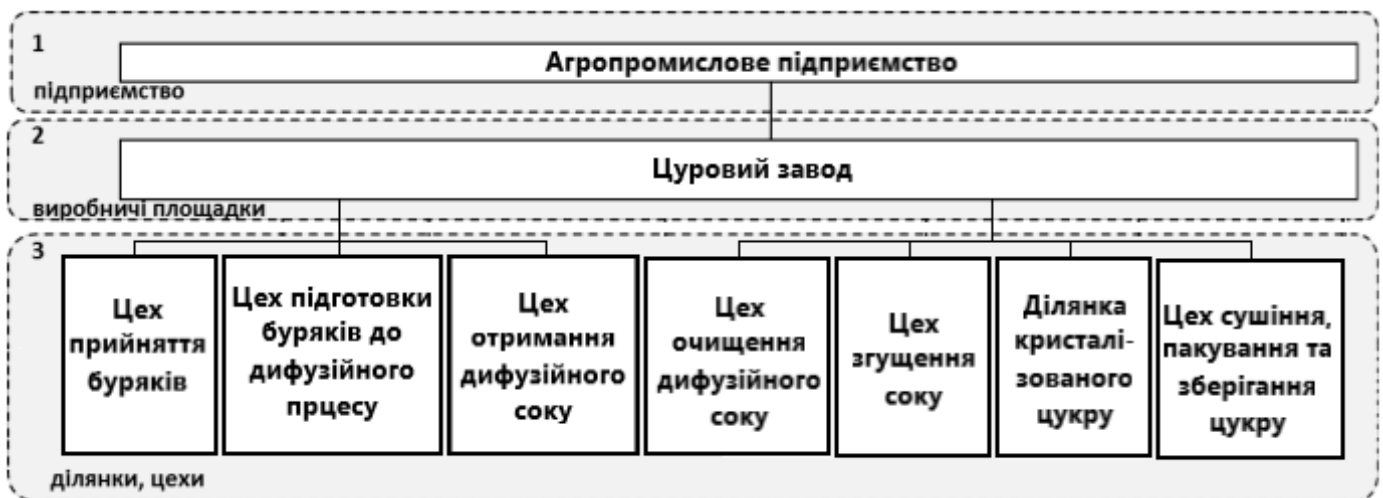 1
Агропромислове підприємство
підприємство
2
Цуровий завод
виробничі площадки
3
Цех
прийняття
буряків
Цех підготовки
буряків до
дифузійного
прцесу
Цех
отримання
дифузійного
соку
Цех
очищення
дифузійного
соку
Цех
згущення
соку
Ділянка
кристалі-
зованого
цукру
Цех сушіння,
пакування та
зберігання
цукру
ділянки, цехи